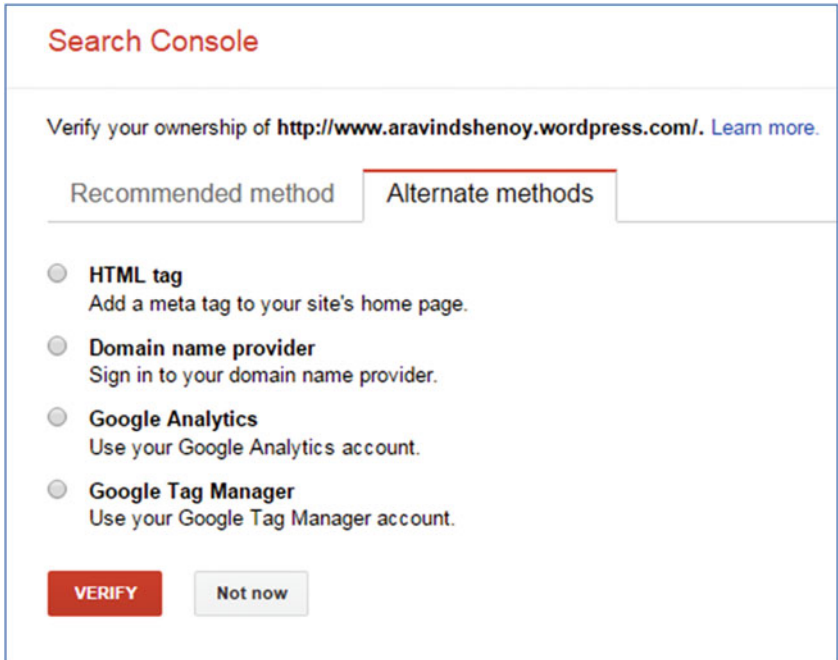 Search Console
Verify your ownership of http://www.aravindshenoy.wordpress.com/. Learn more.
Recommended method
Alternate methods
HTML tag
Add a meta tag to your site's home page.
Domain name provider
Sign in to your domain name provider.
Google Analytics
Use your Google Analytics account.
Google Tag Manager
Use your Google Tag Manager account.
VERIFY
Not now